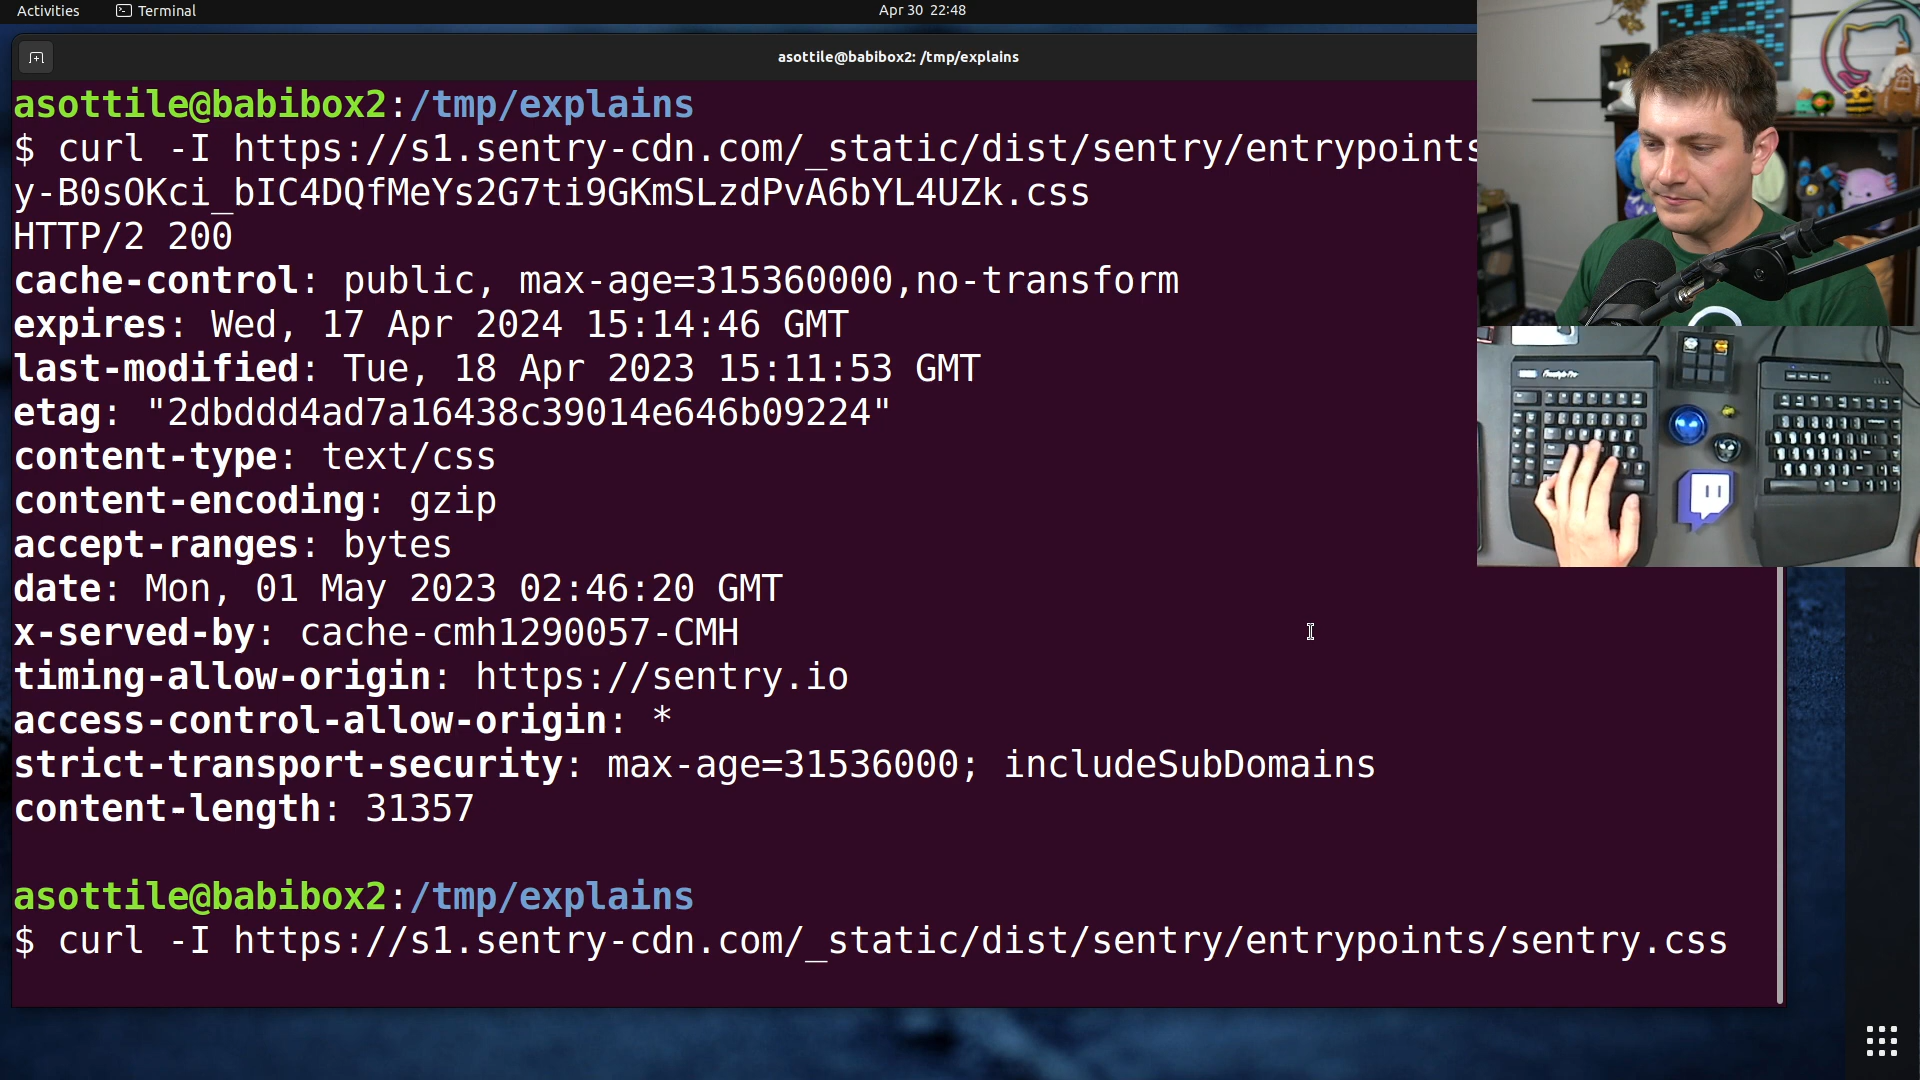 Activities
Terminal
Apr 30 22:48
asottile@babibox2: /tmp/explains
asottile@babibox2:/tmp/explains
$ curl -I https://s1.sentry-cdn.com/_static/dist/sentry/entrypoints
y-B0sOKci_bIC4DQfMeYs2G7ti9GKmSLzdPvA6bYL4UZk.css
HTTP/2 200
cache-control: public, max-age=315360000,no-transform
expires: Wed, 17 Apr 2024 15:14:46 GMT
last-modified: Tue, 18 Apr 2023 15:11:53 GMT
etag: "2dbddd4ad7a16438c39014e646b09224"
content-type: text/css
content-encoding: gzip
accept-ranges: bytes
date: Mon, 01 May 2023 02:46:20 GMT
x-served-by: cache-cmh1290057-CMH
timing-allow-origin: https://sentry.io
access-control-allow-origin: *
strict-transport-security: max-age=31536000; includeSubDomains
content-length: 31357
asottile@babibox2:/tmp/explains
$ curl -I https://s1.sentry-cdn.com/_static/dist/sentry/entrypoints/sentry.css